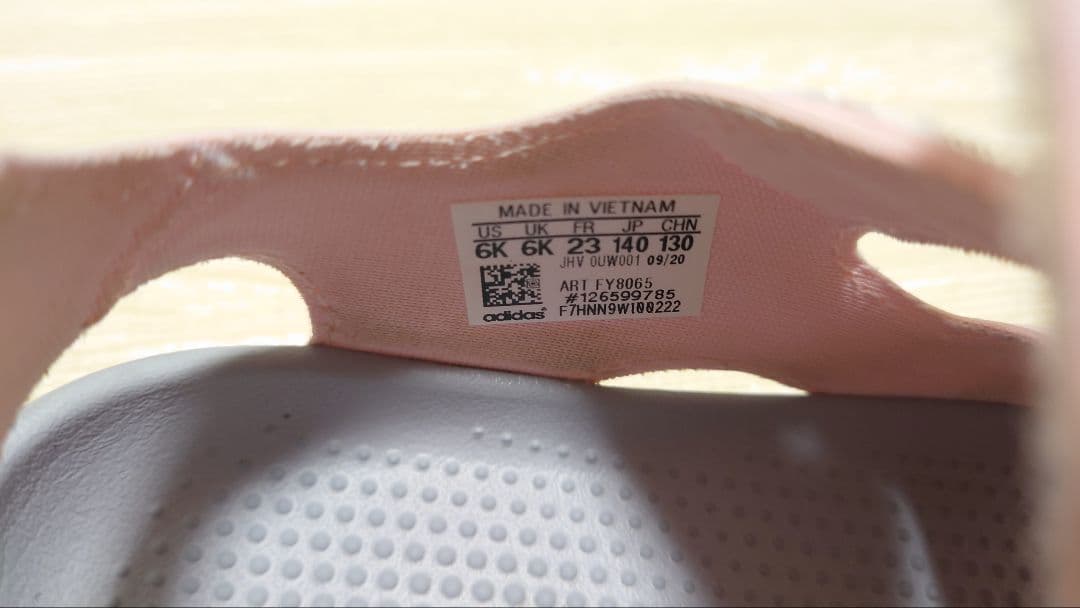 MADE IN VIETNAM
US UK FR JP CHN
6K 6K 23 140 130
JHV 0UW001 09/20
ART FY8065
#126599785
adidas F7HNN9W100222